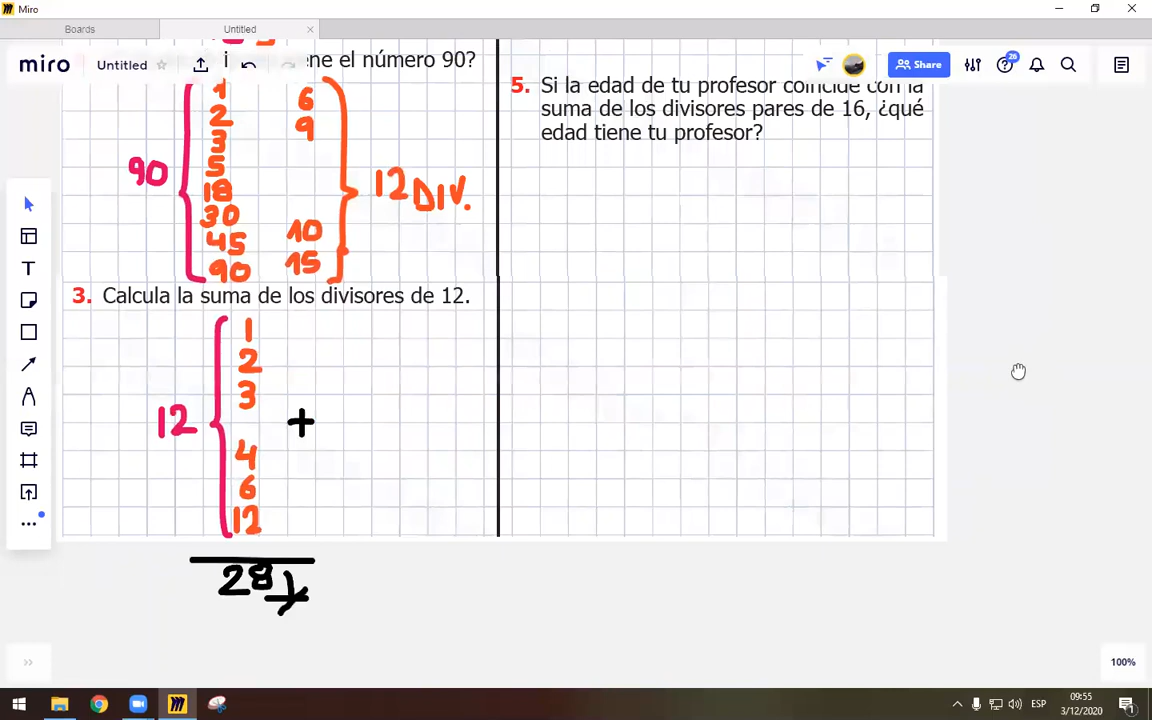 Miro
Boards
Untitled
miro
Untitled
Share
26
ene el número 90?
90
1
2
3
5
18
30
45
90
6
9
10
15
12 DIV.
3. Calcula la suma de los divisores de 12.
12
1
2
3
4
6
12
+
28
5. Si la edad de tu profesor coincide con la
suma de los divisores pares de 16, ¿qué
edad tiene tu profesor?
100%
ESP
09:55
3/12/2020
1